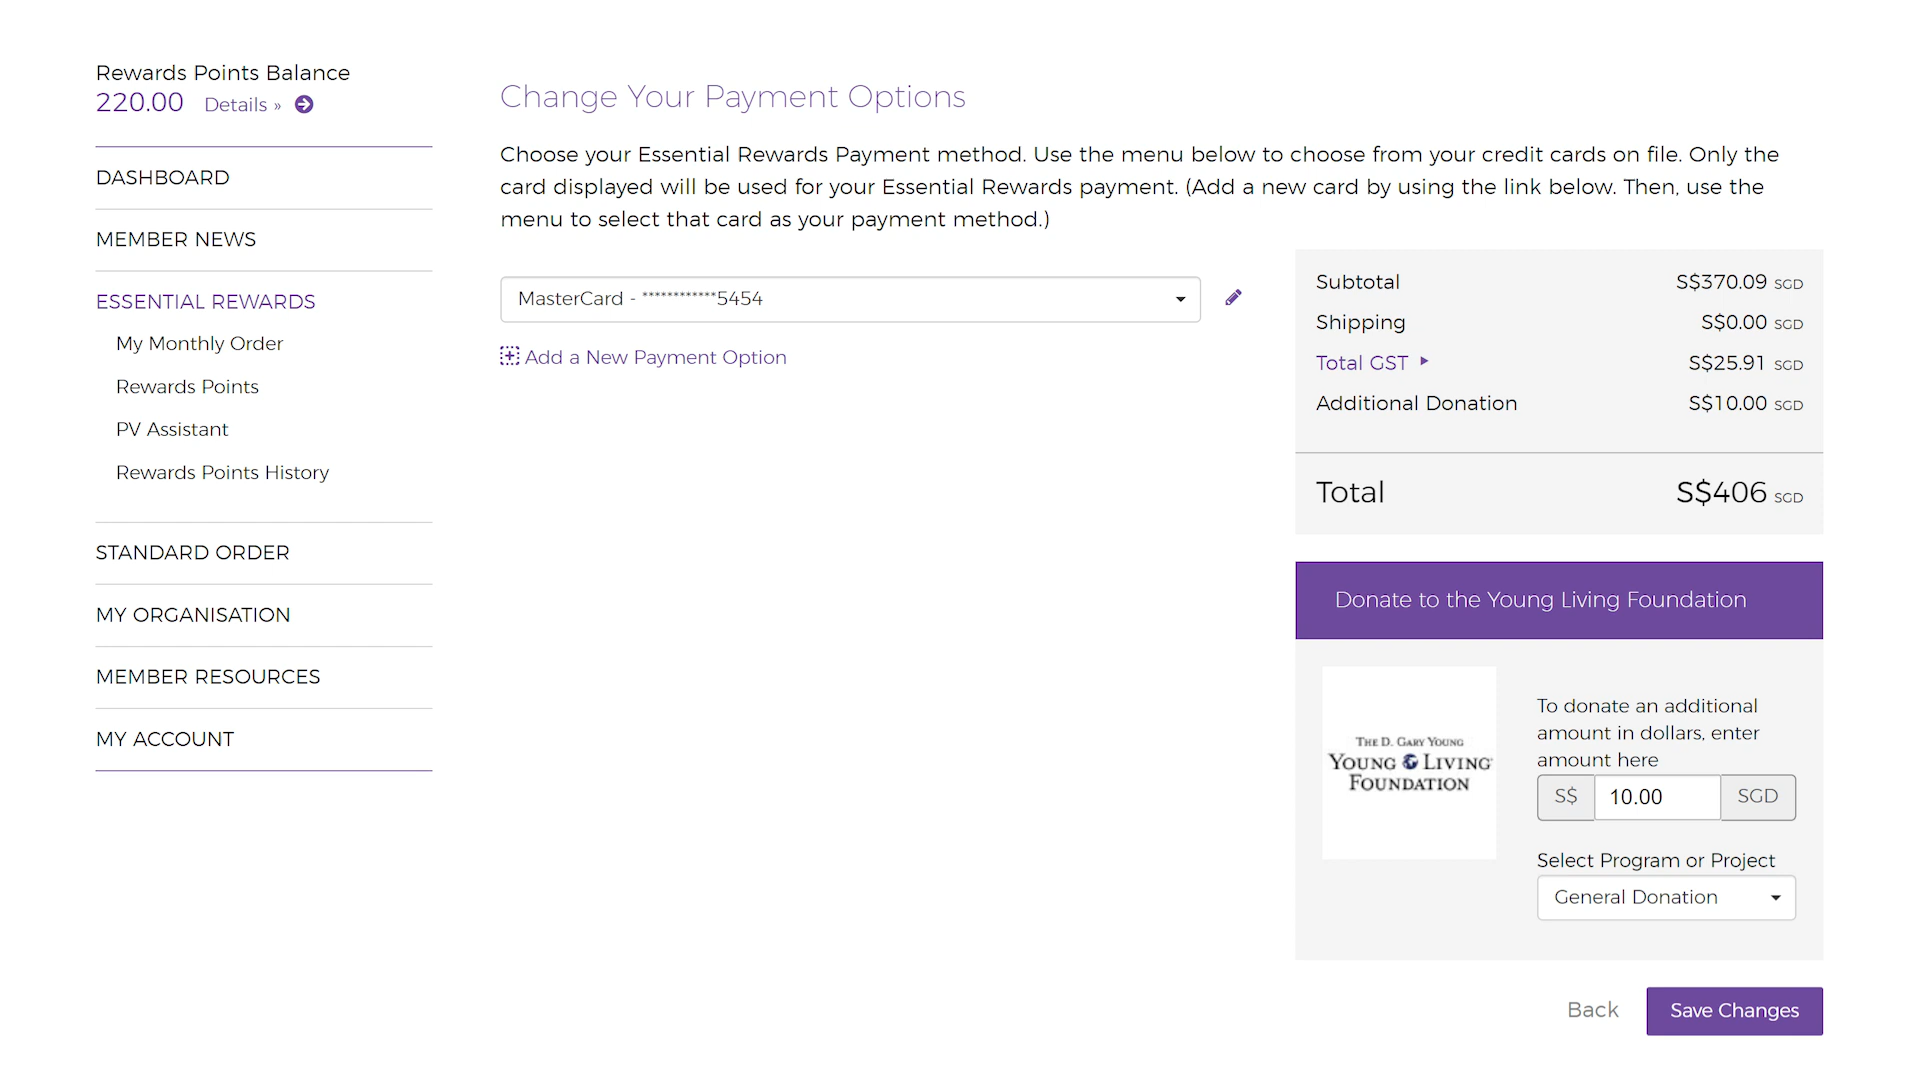 Rewards Points Balance
220.00 Details »
DASHBOARD
MEMBER NEWS
ESSENTIAL REWARDS
My Monthly Order
Rewards Points
PV Assistant
Rewards Points History
STANDARD ORDER
MY ORGANISATION
MEMBER RESOURCES
MY ACCOUNT
Change Your Payment Options
Choose your Essential Rewards Payment method. Use the menu below to choose from your credit cards on file. Only the
card displayed will be used for your Essential Rewards payment. (Add a new card by using the link below. Then, use the
menu to select that card as your payment method.)
MasterCard - ************5454
Add a New Payment Option
Subtotal S$370.09 SGD
Shipping S$0.00 SGD
Total GST S$25.91 SGD
Additional Donation S$10.00 SGD
Total S$406 SGD
Donate to the Young Living Foundation
THE D. GARY YOUNG
YOUNG LIVING
FOUNDATION
To donate an additional
amount in dollars, enter
amount here
S$ 10.00 SGD
Select Program or Project
General Donation
Back Save Changes